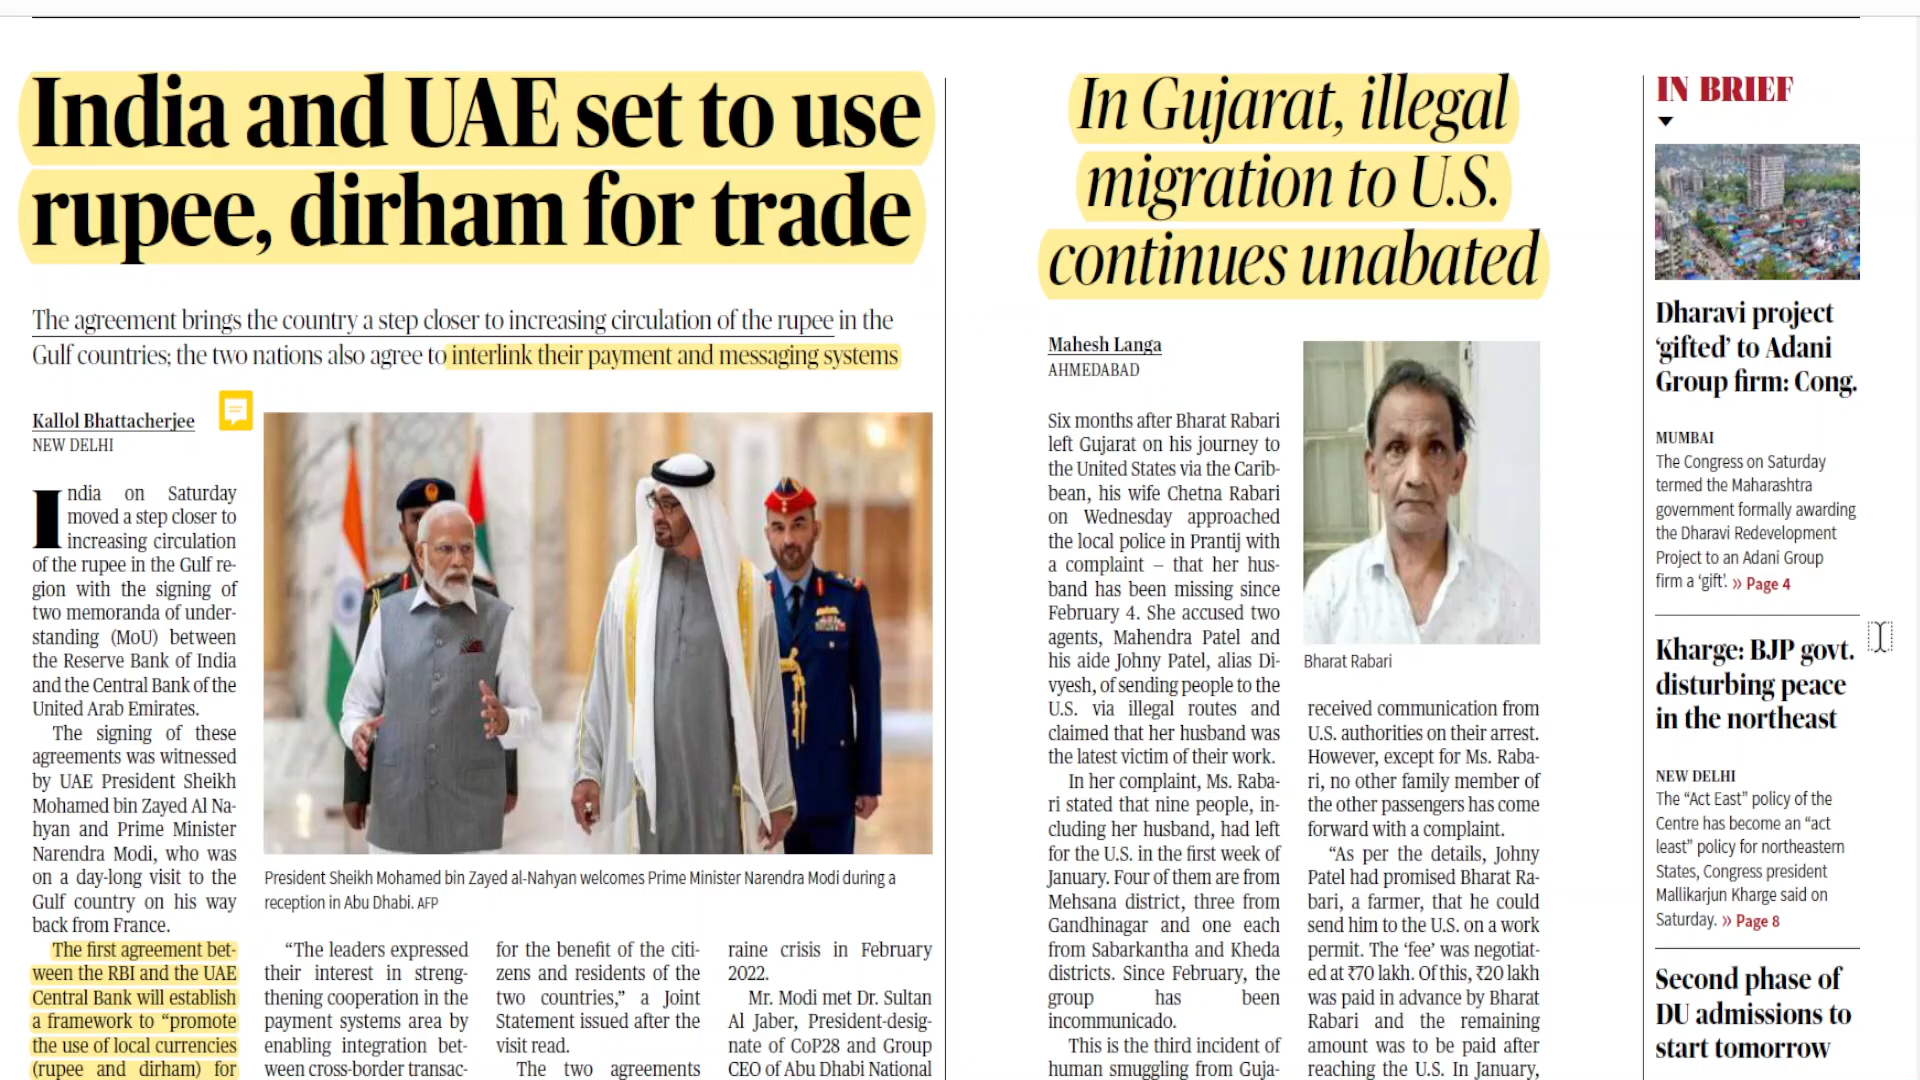 India and UAE set to use
rupee, dirham for trade
The agreement brings the country a step closer to increasing circulation of the rupee in the
Gulf countries; the two nations also agree to interlink their payment and messaging systems
Kallol Bhattacherjee
NEW DELHI
India on Saturday
moved a step closer to
increasing circulation
of the rupee in the Gulf re-
gion with the signing of
two memoranda of under-
standing (MoU) between
the Reserve Bank of India
and the Central Bank of the
United Arab Emirates.
The signing of these
agreements was witnessed
by UAE President Sheikh
Mohamed bin Zayed Al Na-
hyan and Prime Minister
Narendra Modi, who was
on a day-long visit to the
Gulf country on his way
back from France.
The first agreement bet-
ween the RBI and the UAE
Central Bank will establish
a framework to “promote
the use of local currencies
(rupee and dirham) for
President Sheikh Mohamed bin Zayed al-Nahyan welcomes Prime Minister Narendra Modi during a
reception in Abu Dhabi. AFP
“The leaders expressed
their interest in streng-
thening cooperation in the
payment systems area by
enabling integration bet-
ween cross-border transac-
for the benefit of the citi-
zens and residents of the
two countries,” a Joint
Statement issued after the
visit read.
The two agreements
raine crisis in February
2022.
Mr. Modi met Dr. Sultan
Al Jaber, President-desig-
nate of CoP28 and Group
CEO of Abu Dhabi National
In Gujarat, illegal
migration to U.S.
continues unabated
Mahesh Langa
AHMEDABAD
Six months after Bharat Rabari
left Gujarat on his journey to
the United States via the Carib-
bean, his wife Chetna Rabari
on Wednesday approached
the local police in Prantij with
a complaint – that her hus-
band has been missing since
February 4. She accused two
agents, Mahendra Patel and
his aide Johny Patel, alias Di-
vyesh, of sending people to the
U.S. via illegal routes and
claimed that her husband was
the latest victim of their work.
In her complaint, Ms. Raba-
ri stated that nine people, in-
cluding her husband, had left
for the U.S. in the first week of
January. Four of them are from
Mehsana district, three from
Gandhinagar and one each
from Sabarkantha and Kheda
districts. Since February, the
group has been
incommunicado.
This is the third incident of
human smuggling from Guja-
Bharat Rabari
received communication from
U.S. authorities on their arrest.
However, except for Ms. Raba-
ri, no other family member of
the other passengers has come
forward with a complaint.
“As per the details, Johny
Patel had promised Bharat Ra-
bari, a farmer, that he could
send him to the U.S. on a work
permit. The ‘fee’ was negotiat-
ed at ₹70 lakh. Of this, ₹20 lakh
was paid in advance by Bharat
Rabari and the remaining
amount was to be paid after
reaching the U.S. In January,
IN BRIEF
Dharavi project
‘gifted’ to Adani
Group firm: Cong.
MUMBAI
The Congress on Saturday
termed the Maharashtra
government formally awarding
the Dharavi Redevelopment
Project to an Adani Group
firm a ‘gift’. » Page 4
Kharge: BJP govt.
disturbing peace
in the northeast
NEW DELHI
The “Act East” policy of the
Centre has become an “act
least” policy for northeastern
States, Congress president
Mallikarjun Kharge said on
Saturday. » Page 8
Second phase of
DU admissions to
start tomorrow